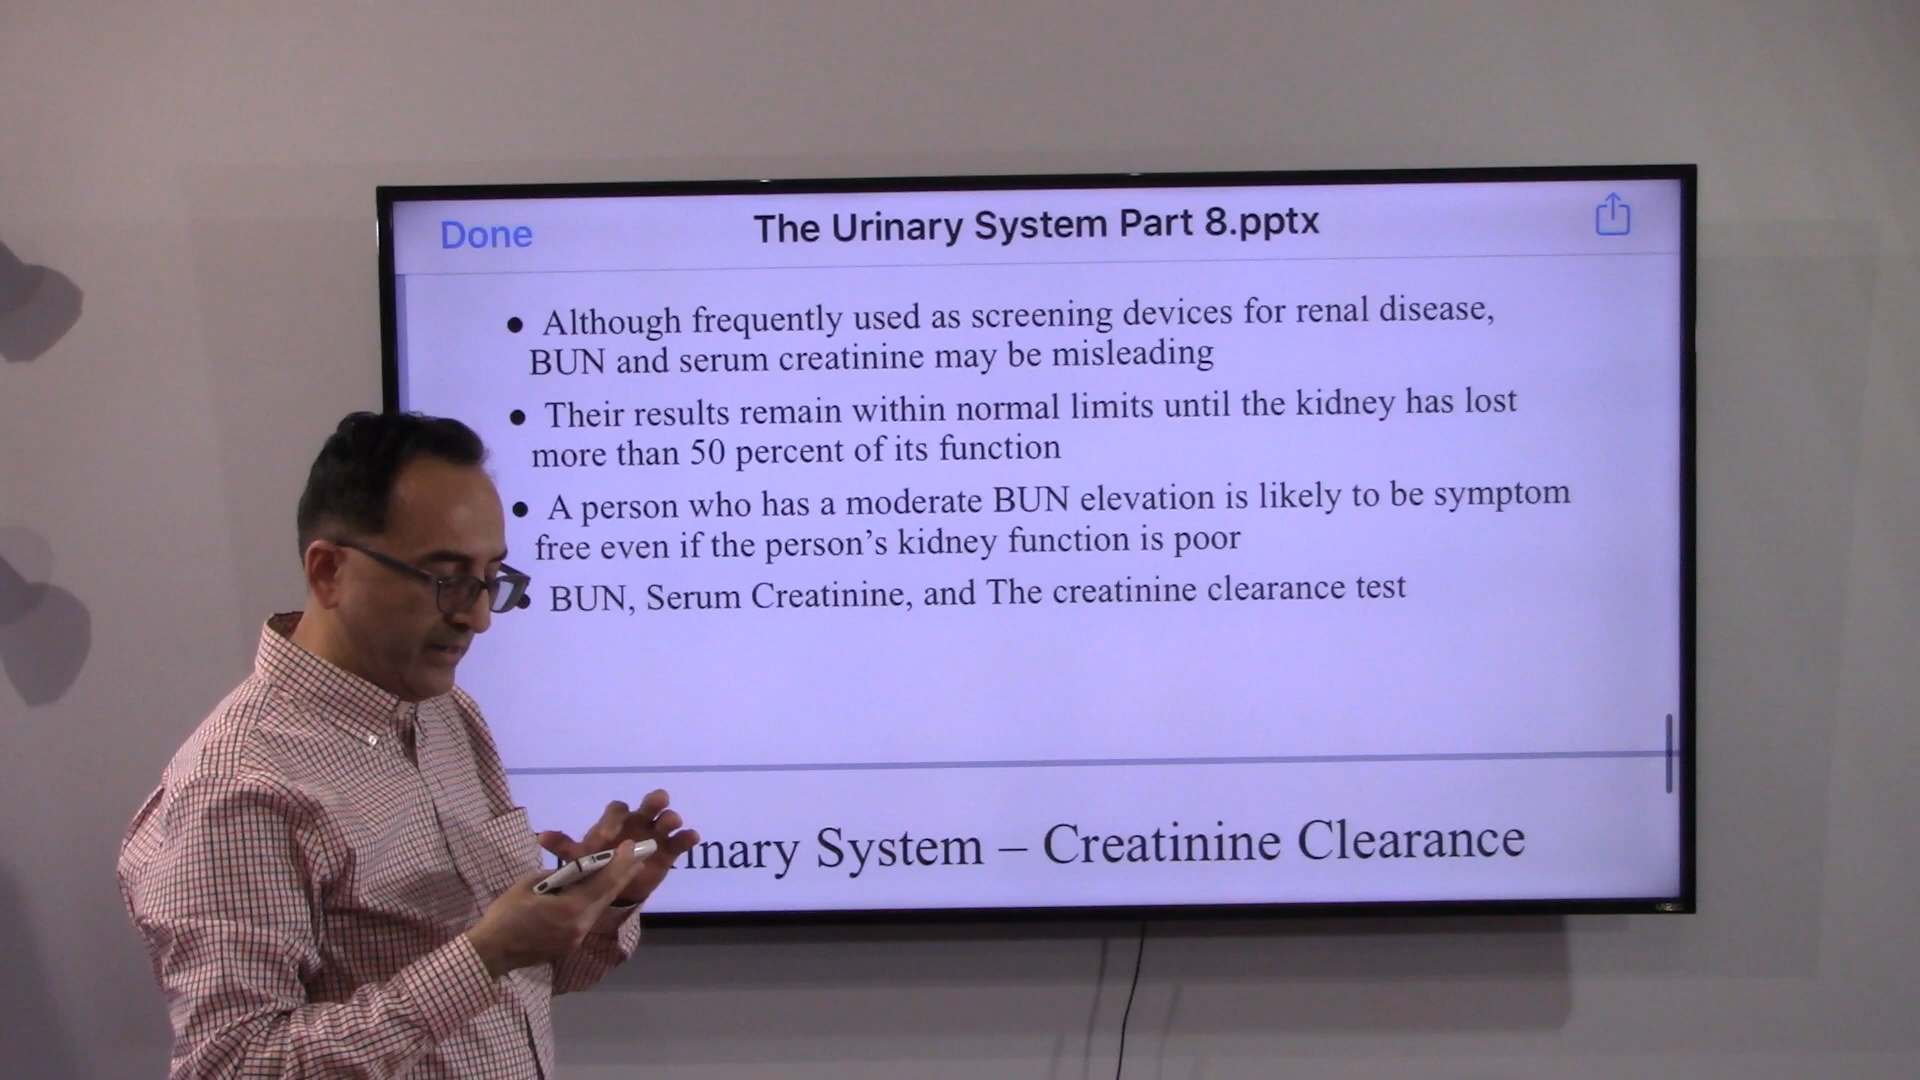 Done
The Urinary System Part 8.pptx
● Although frequently used as screening devices for renal disease,
BUN and serum creatinine may be misleading
● Their results remain within normal limits until the kidney has lost
more than 50 percent of its function
● A person who has a moderate BUN elevation is likely to be symptom
free even if the person's kidney function is poor
● BUN, Serum Creatinine, and The creatinine clearance test
System – Creatinine Clearance